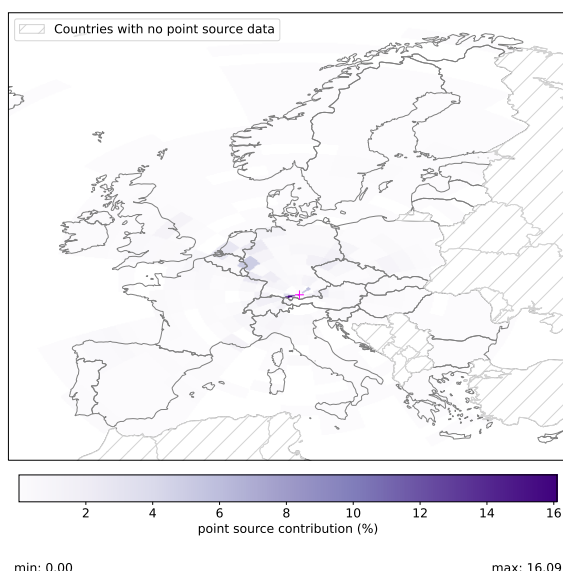 Countries with no point source data
2 4 6 8 10 12 14 16
point source contribution (%)
min: 0.00 max: 16.09